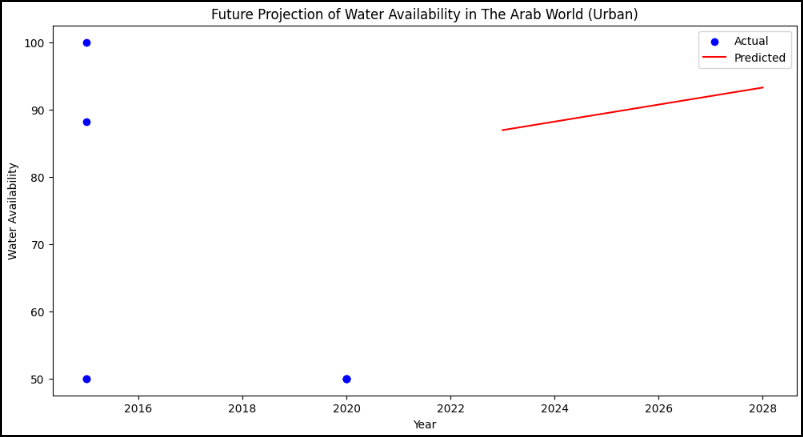 Future Projection of Water Availability in The Arab World (Urban)
Actual
Predicted
Water Availability
100
90
80
70
60
50
2016 2018 2020 2022 2024 2026 2028
Year